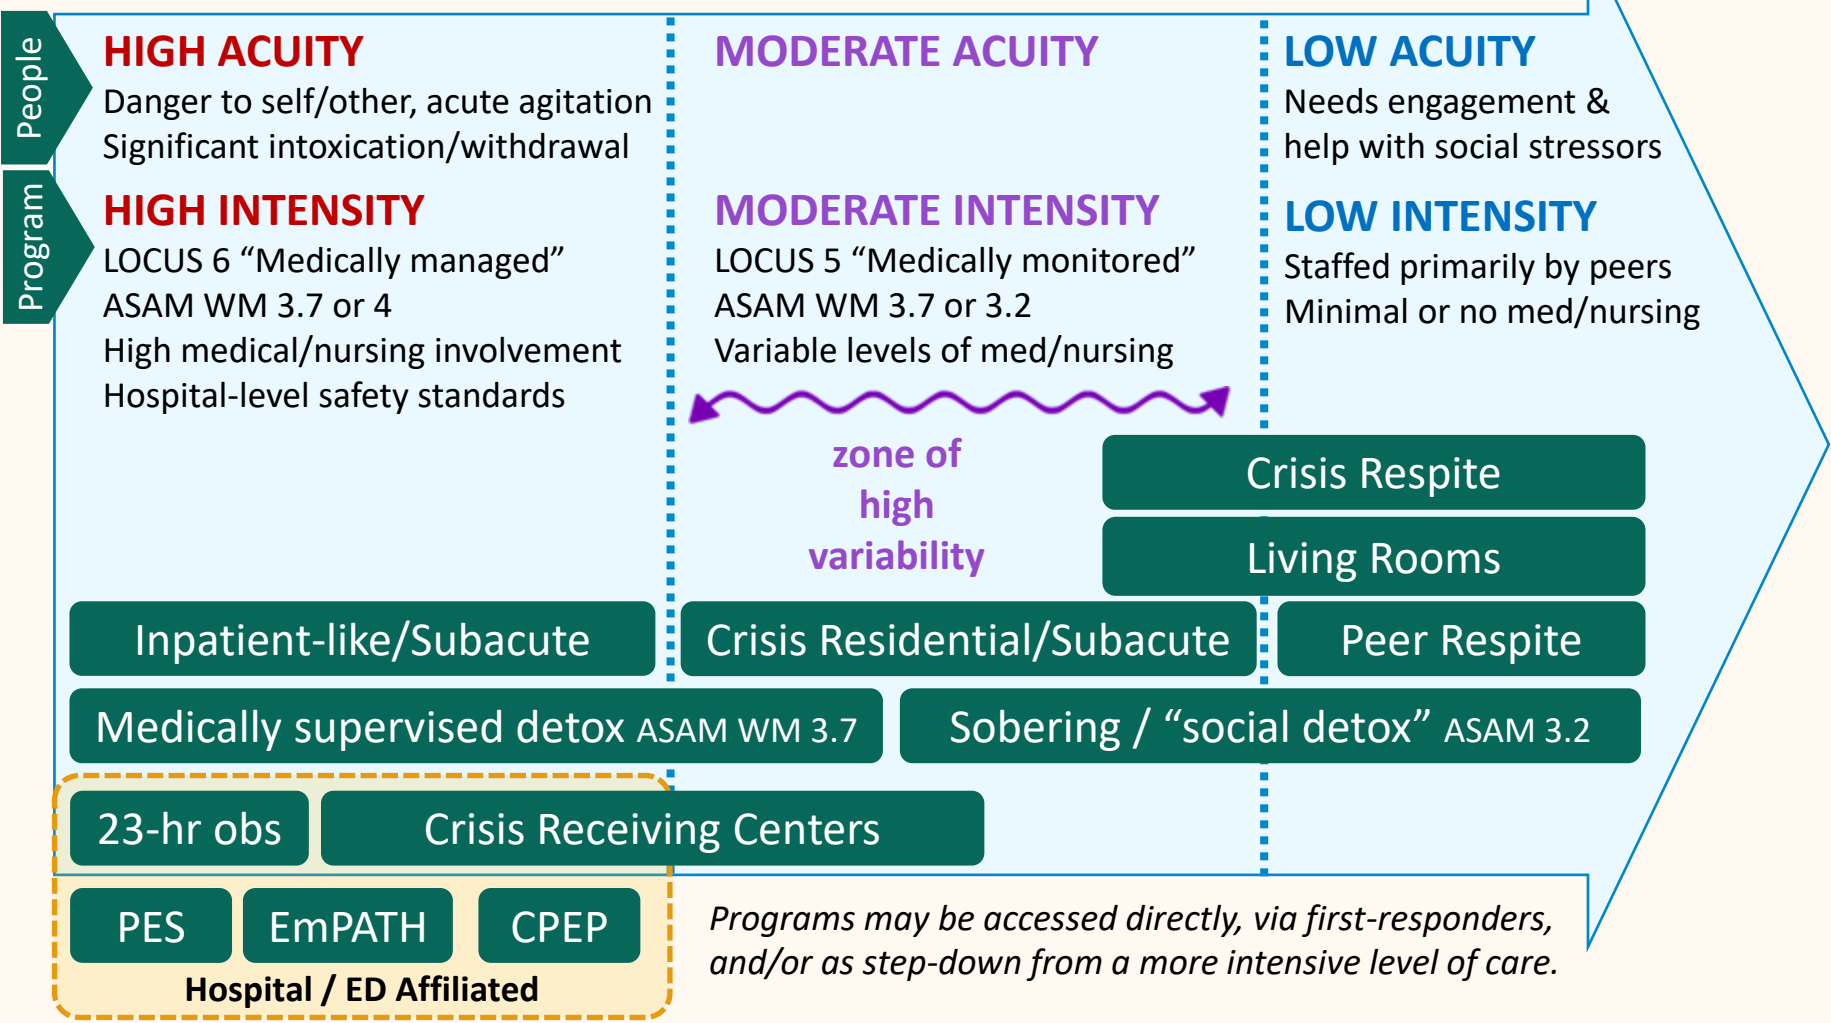 People
HIGH ACUITY
Danger to self/other, acute agitation
Significant intoxication/withdrawal
MODERATE ACUITY
LOW ACUITY
Needs engagement &
help with social stressors
Program
HIGH INTENSITY
LOCUS 6 “Medically managed”
ASAM WM 3.7 or 4
High medical/nursing involvement
Hospital-level safety standards
MODERATE INTENSITY
LOCUS 5 “Medically monitored”
ASAM WM 3.7 or 3.2
Variable levels of med/nursing
LOW INTENSITY
Staffed primarily by peers
Minimal or no med/nursing
zone of
high
variability
Crisis Respite
Living Rooms
Inpatient-like/Subacute
Crisis Residential/Subacute
Peer Respite
Medically supervised detox ASAM WM 3.7
Sobering / “social detox” ASAM 3.2
23-hr obs
Crisis Receiving Centers
PES
EmPATH
CPEP
Hospital / ED Affiliated
Programs may be accessed directly, via first-responders,
and/or as step-down from a more intensive level of care.